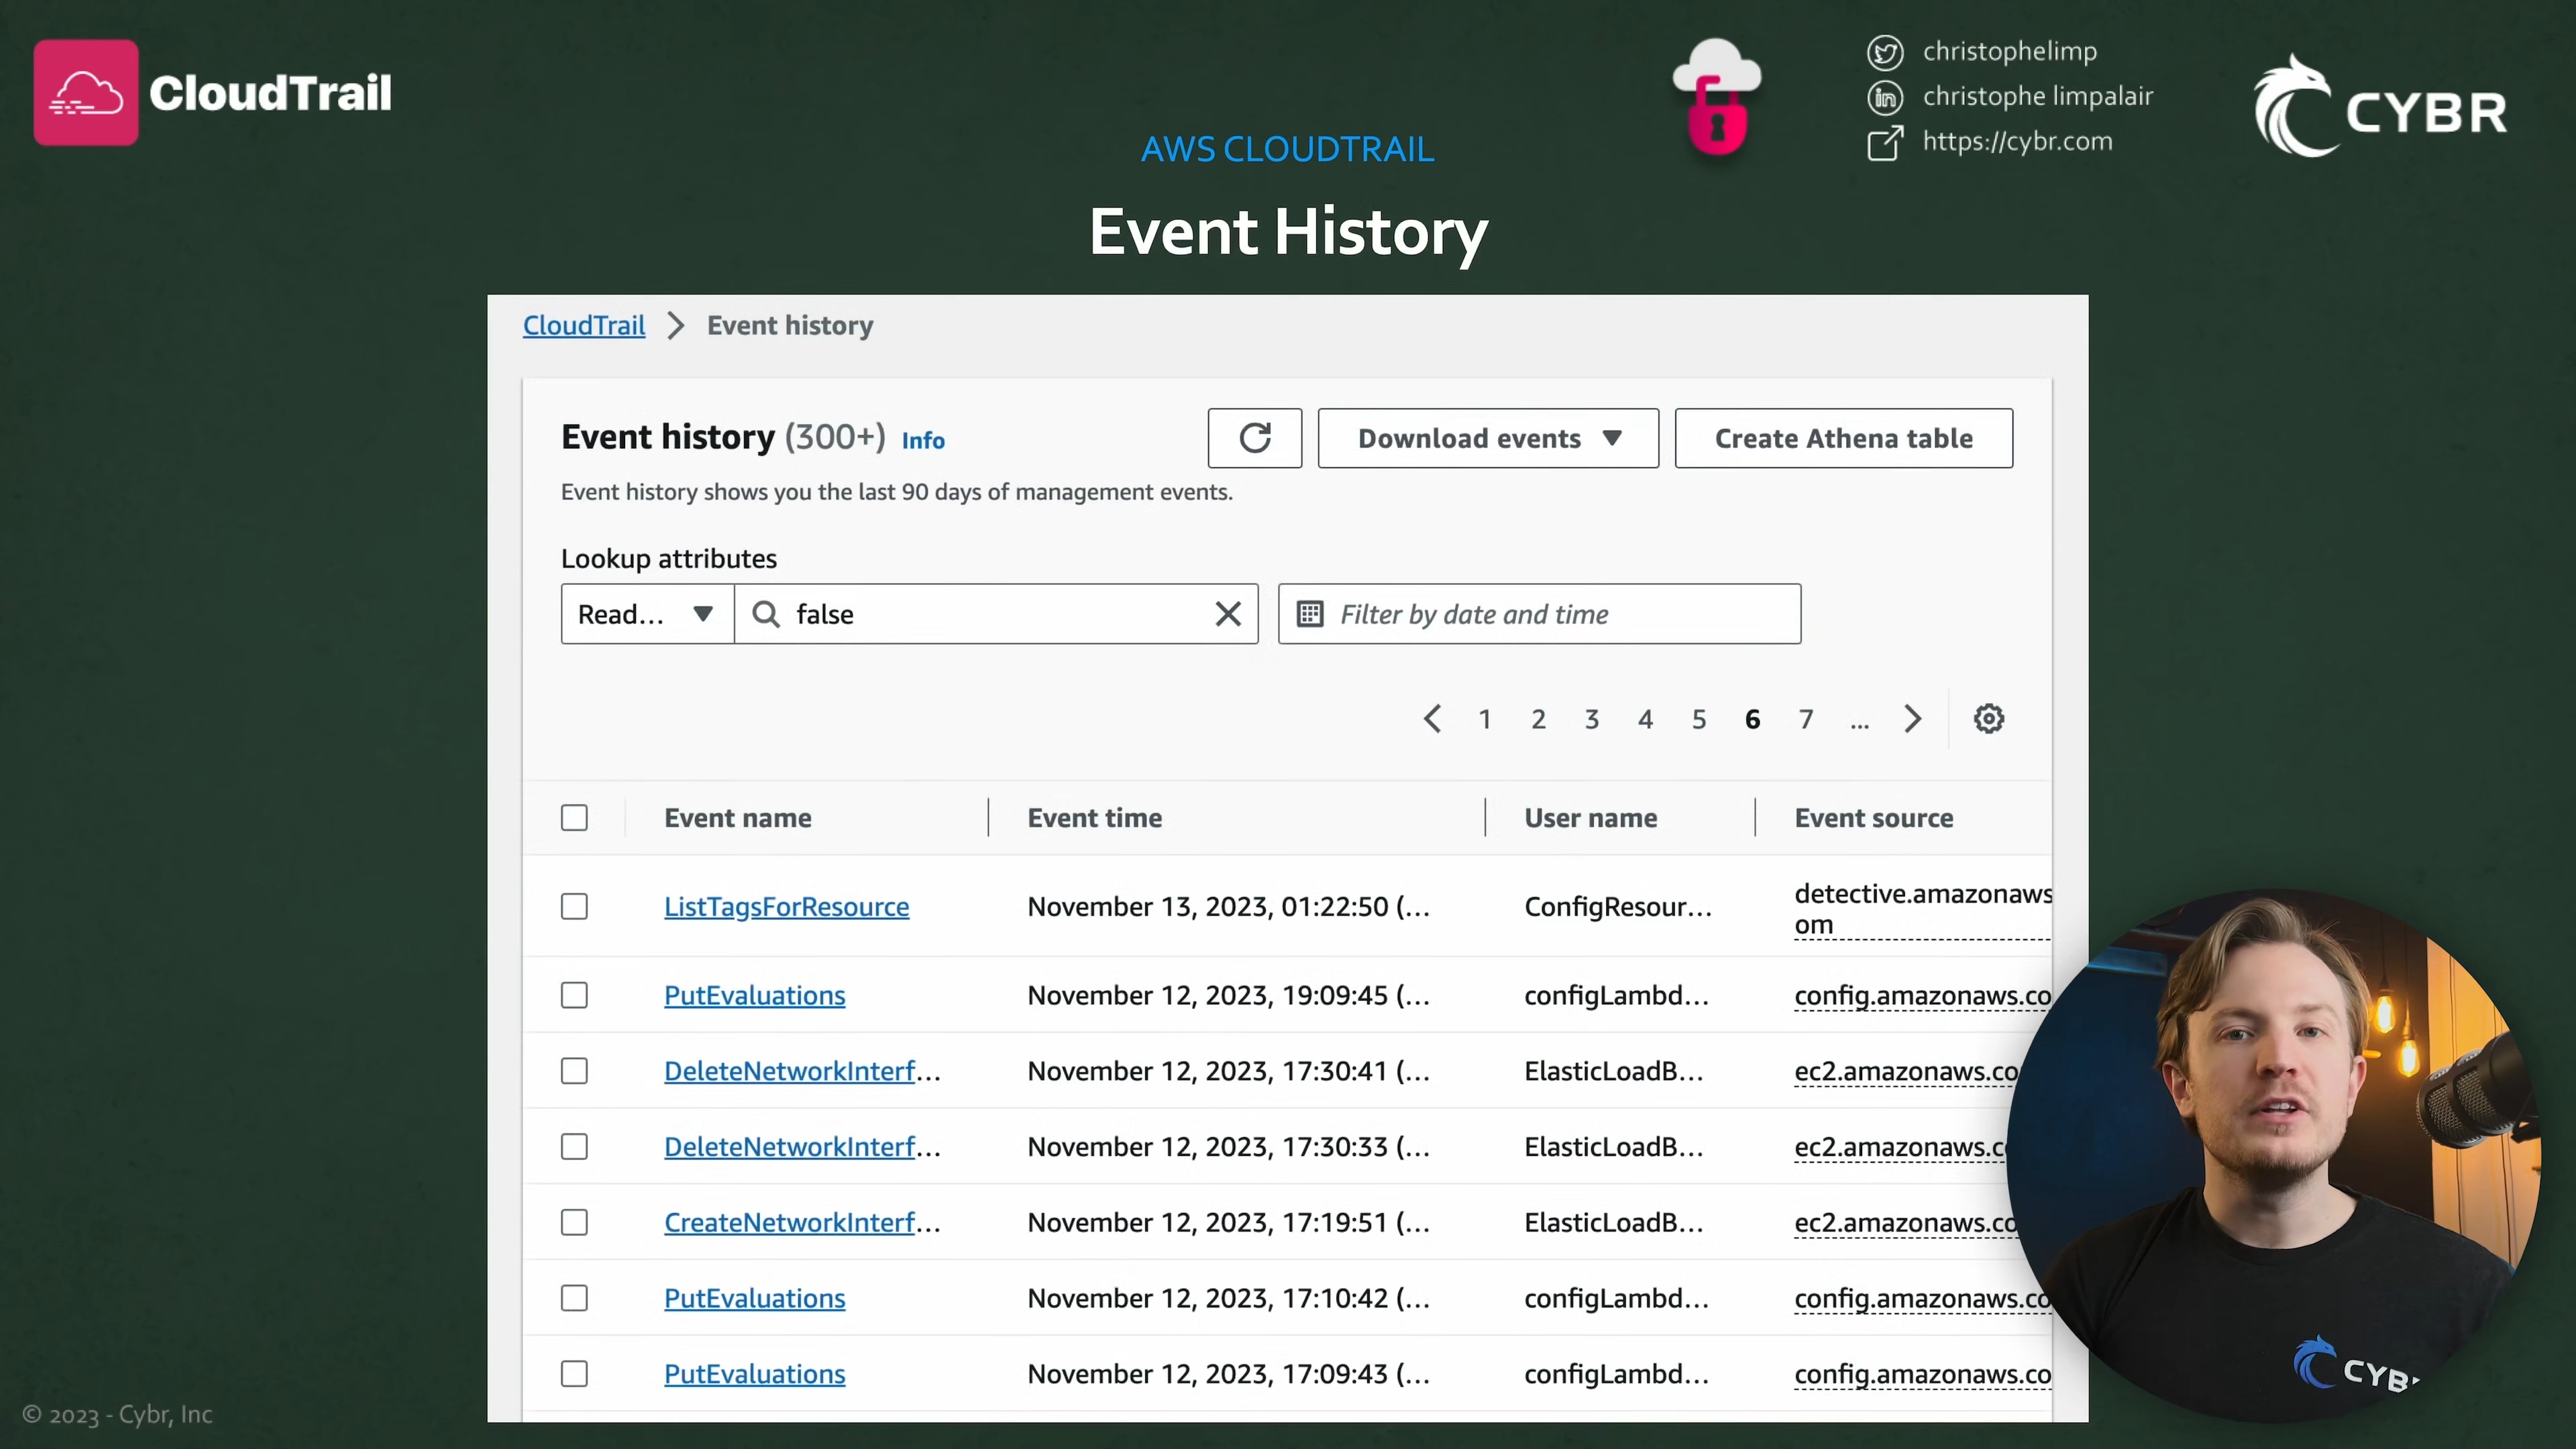 CloudTrail
christophelimp
in
christophe limpalair
https://cybr.com
CYBR
AWS CLOUDTRAIL
Event History
CloudTrail > Event history
Event history (300+) Info
Download events
Create Athena table
Event history shows you the last 90 days of management events.
Lookup attributes
Read...
false
Filter by date and time
1 2 3 4 5 6 7 ...
Event name Event time User name Event source
ListTagsForResource November 13, 2023, 01:22:50 (... ConfigResour... detective.amazonaws
om
PutEvaluations November 12, 2023, 19:09:45 (... configLambd... config.amazonaws.co
DeleteNetworkInterf... November 12, 2023, 17:30:41 (... ElasticLoadB... ec2.amazonaws.co
DeleteNetworkInterf... November 12, 2023, 17:30:33 (... ElasticLoadB... ec2.amazonaws.c
CreateNetworkInterf... November 12, 2023, 17:19:51 (... ElasticLoadB... ec2.amazonaws.co
PutEvaluations November 12, 2023, 17:10:42 (... configLambd... config.amazonaws.co
PutEvaluations November 12, 2023, 17:09:43 (... configLambd... config.amazonaws.co
CYB
© 2023 - Cybr, Inc